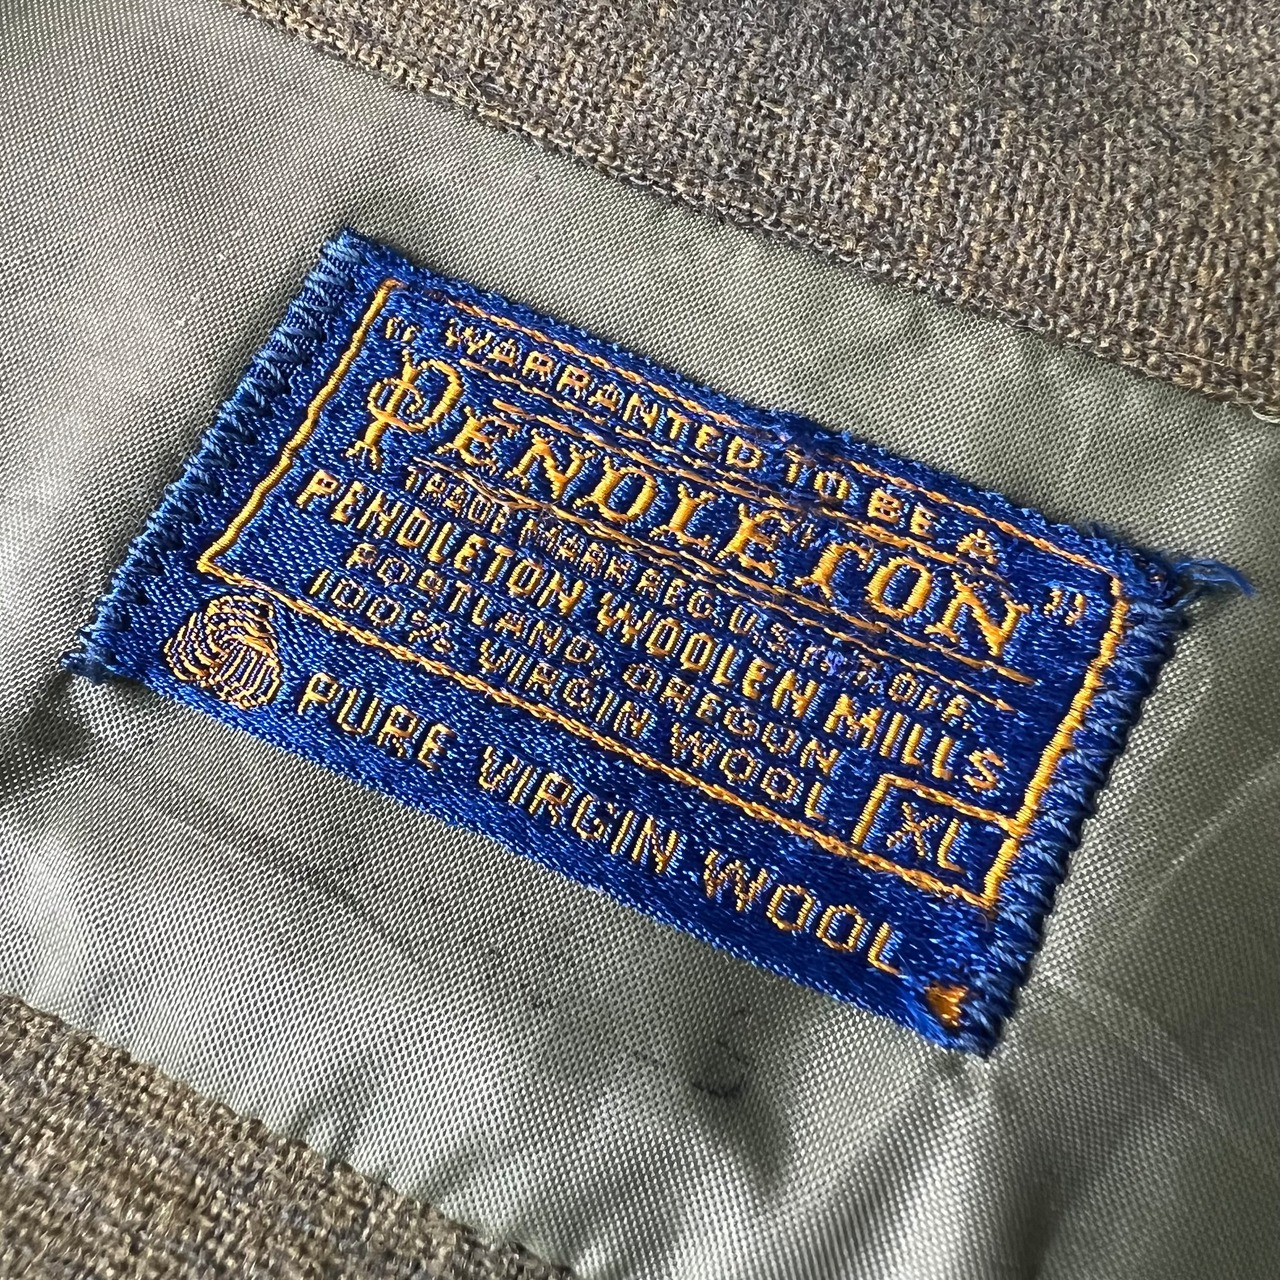 "WARRANTED TO BE A
PENDLETON"
TRADE MARK REG. U.S. PAT. OFF.
PENDLETON WOOLEN MILLS
PORTLAND, OREGON
100% VIRGIN WOOL
XL
PURE VIRGIN WOOL